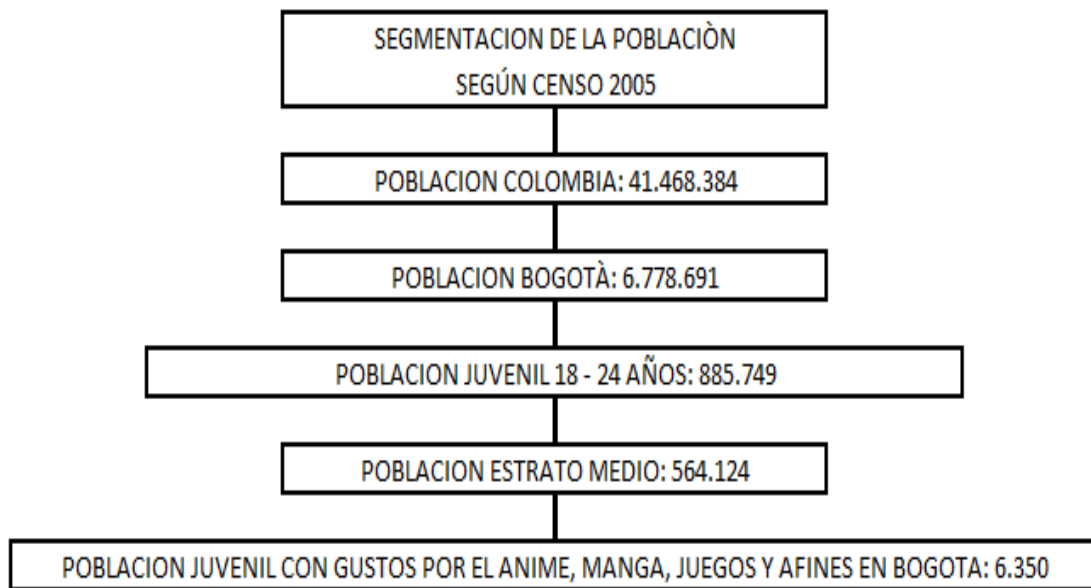 SEGMENTACION DE LA POBLACIÒN
SEGÚN CENSO 2005
POBLACION COLOMBIA: 41.468.384
POBLACION BOGOTÀ: 6.778.691
POBLACION JUVENIL 18 - 24 AÑOS: 885.749
POBLACION ESTRATO MEDIO: 564.124
POBLACION JUVENIL CON GUSTOS POR EL ANIME, MANGA, JUEGOS Y AFINES EN BOGOTA: 6.350